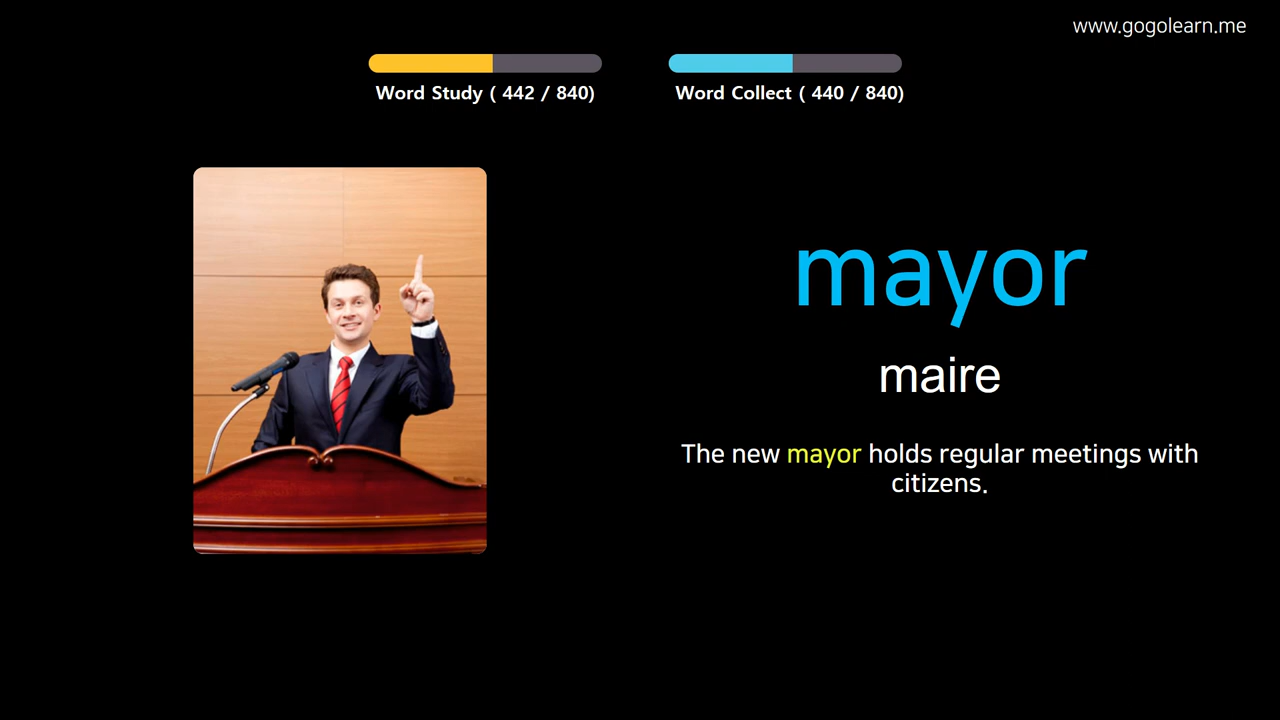 www.gogolearn.me
Word Study ( 442 / 840)
Word Collect ( 440 / 840)
mayor
maire
The new mayor holds regular meetings with
citizens.